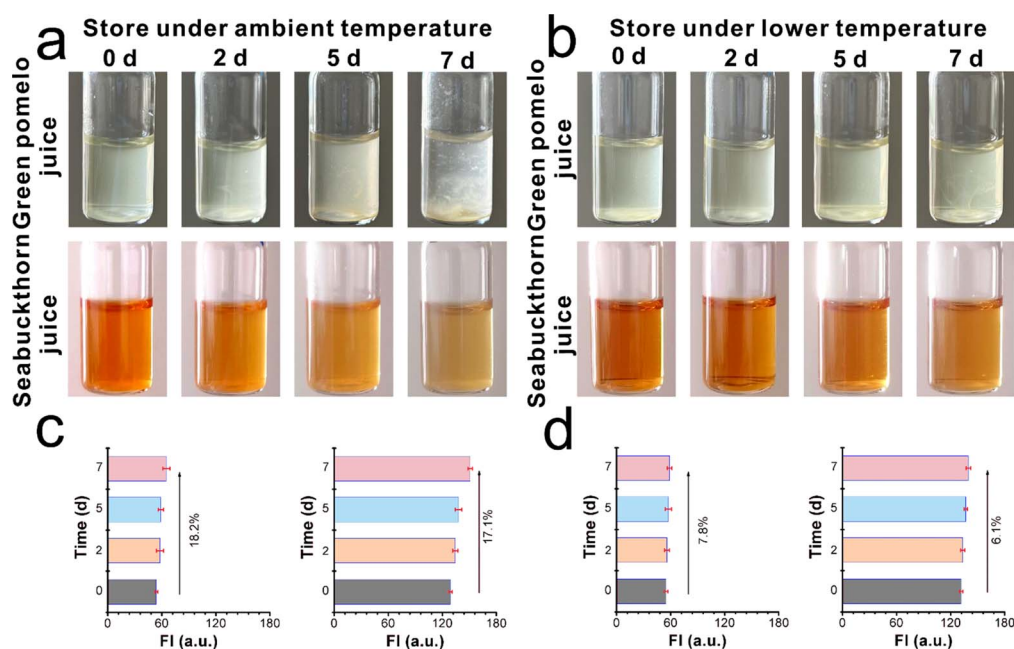 a
Store under ambient temperature
0 d 2 d 5 d 7 d
Green pomelo
juice
Seabuckthorn
juice
b
Store under lower temperature
0 d 2 d 5 d 7 d
Green pomelo
juice
Seabuckthorn
juice
c
Time (d)
7
5
2
0
18.2%
0 60 120 180
FI (a.u.)
Time (d)
7
5
2
0
17.1%
0 60 120 180
FI (a.u.)
d
Time (d)
7
5
2
0
7.8%
0 60 120 180
FI (a.u.)
Time (d)
7
5
2
0
6.1%
0 60 120 180
FI (a.u.)